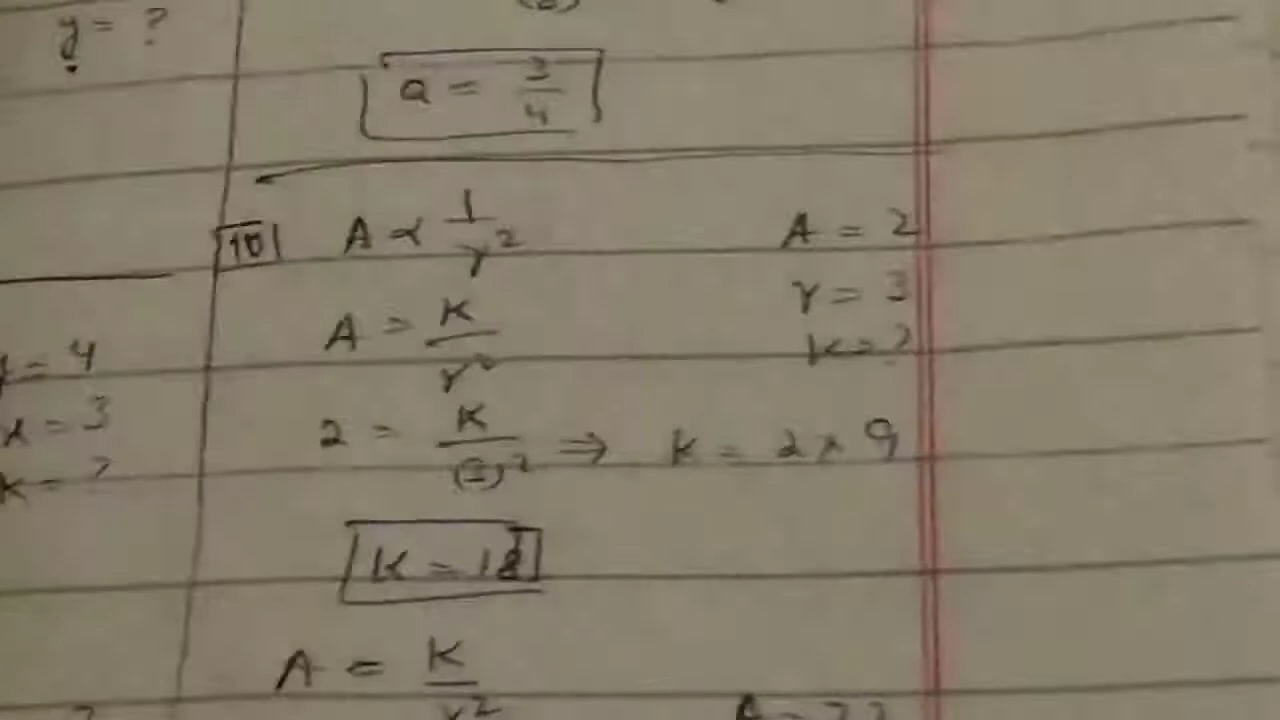 y = ?
a = 3/4
10 A ∝ 1/r²
A = 2
A = K/r²
r = 3
K = ?
2 = K/(3)² ⇒ K = 2 × 9
K = 18
A = K/r²
= 4
x = 3
K = ?